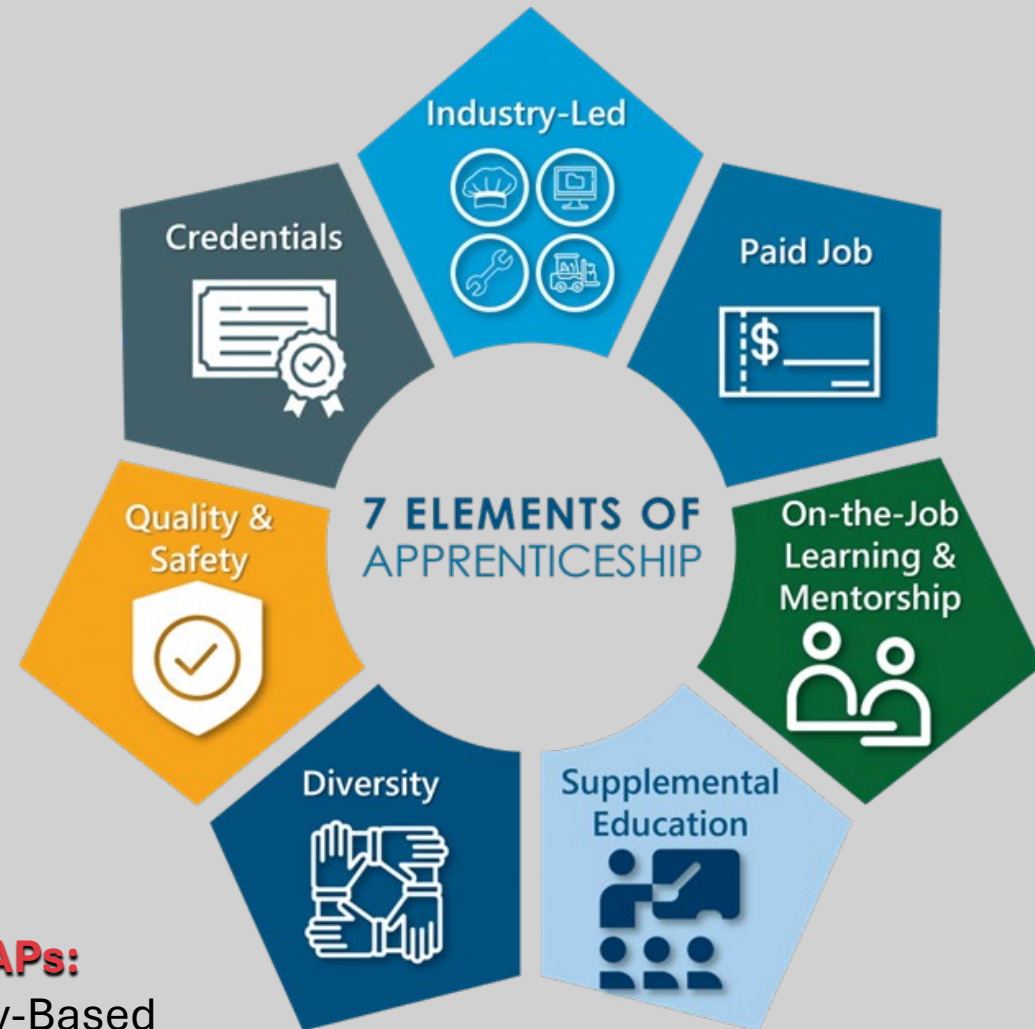 Industry-Led
Paid Job
On-the-Job
Learning &
Mentorship
Supplemental
Education
Diversity
Quality &
Safety
Credentials
7 ELEMENTS OF
APPRENTICESHIP
$
APs:
y-Based